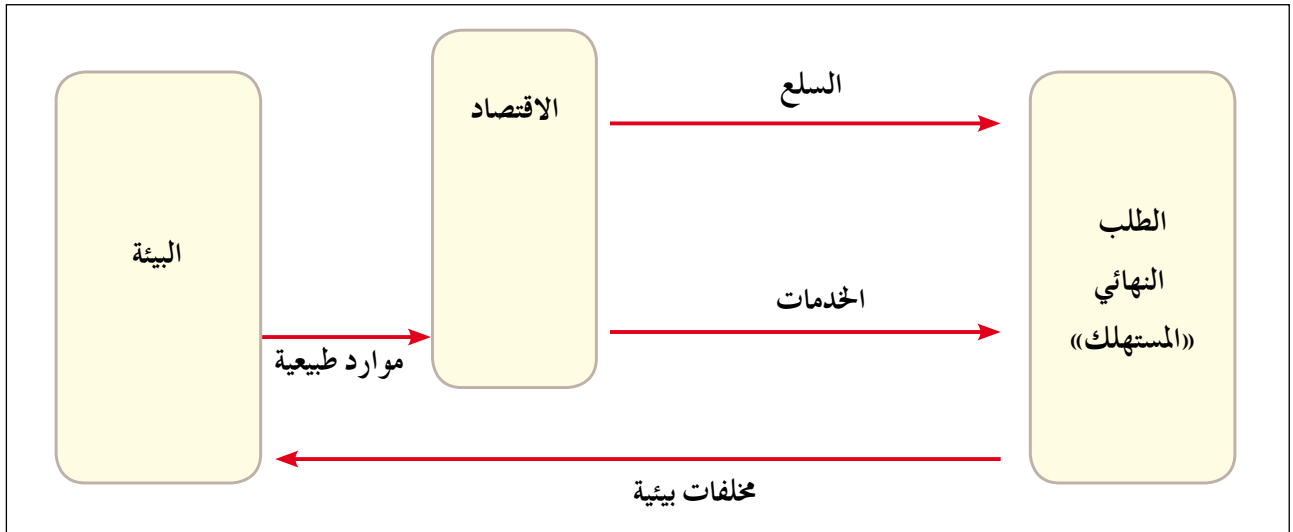 السلع
الاقتصاد
الطلب
النهائي
«المستهلك»
البيئة
الخدمات
موارد طبيعية
مخلفات بيئية